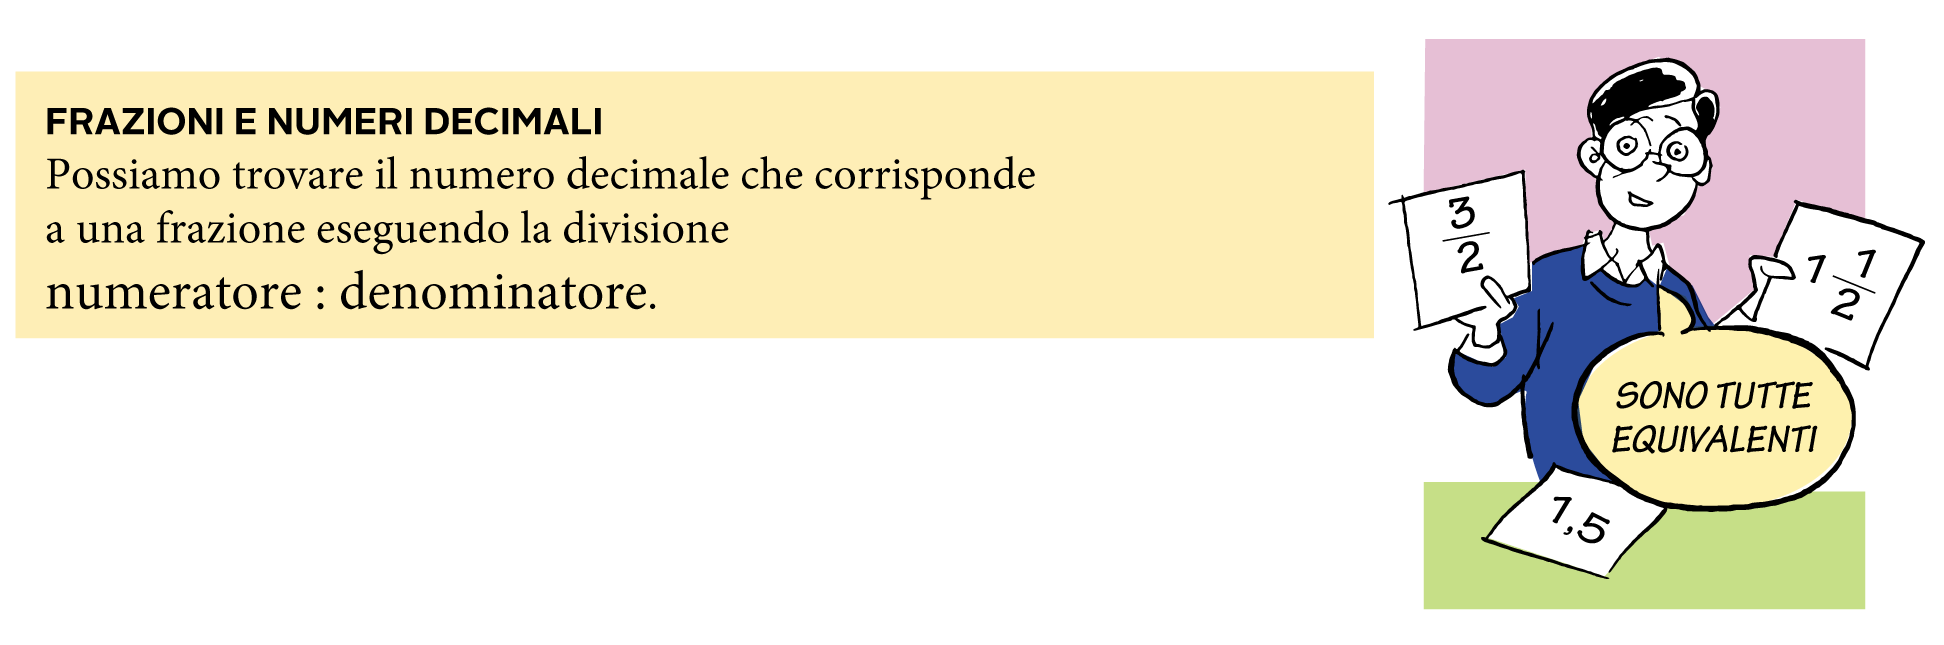 FRAZIONI E NUMERI DECIMALI
Possiamo trovare il numero decimale che corrisponde
a una frazione eseguendo la divisione
numeratore : denominatore.
3
2
1 1
2
SONO TUTTE
EQUIVALENTI
1,5